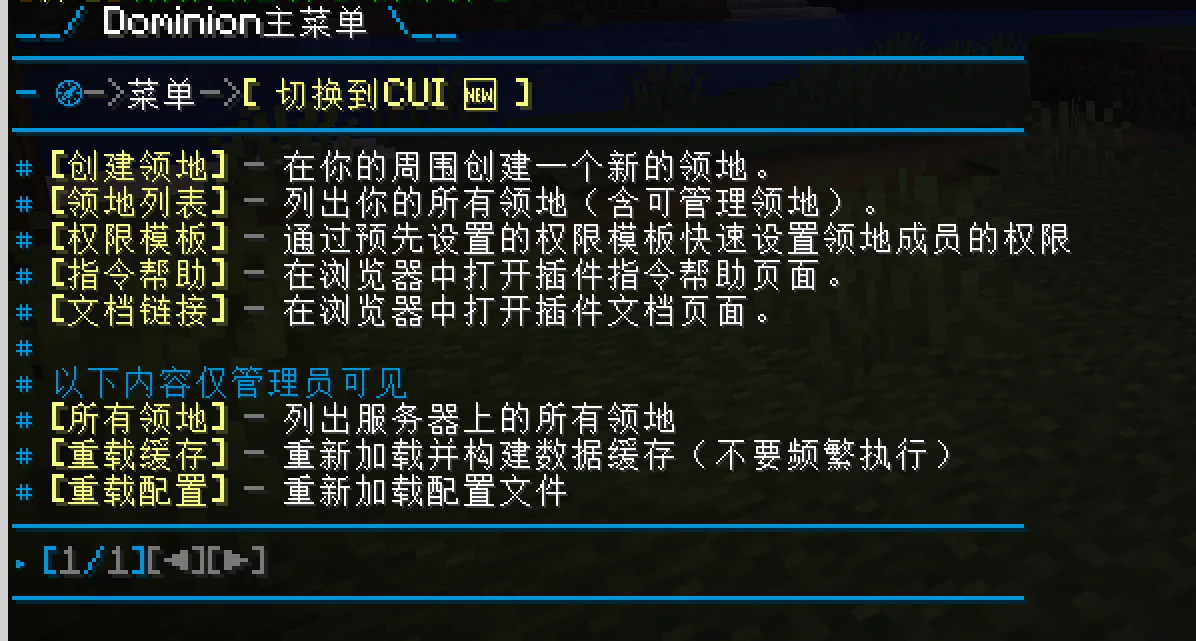 __/ Dominion主菜单 \__
— 🧭->菜单->[ 切换到CUI NEW ]
# [创建领地] — 在你的周围创建一个新的领地。
# [领地列表] — 列出你的所有领地（含可管理领地）。
# [权限模板] — 通过预先设置的权限模板快速设置领地成员的权限
# [指令帮助] — 在浏览器中打开插件指令帮助页面。
# [文档链接] — 在浏览器中打开插件文档页面。
#
# 以下内容仅管理员可见
# [所有领地] — 列出服务器上的所有领地
# [重载缓存] — 重新加载并构建数据缓存（不要频繁执行）
# [重载配置] — 重新加载配置文件
▸ [1/1][◀][▶]